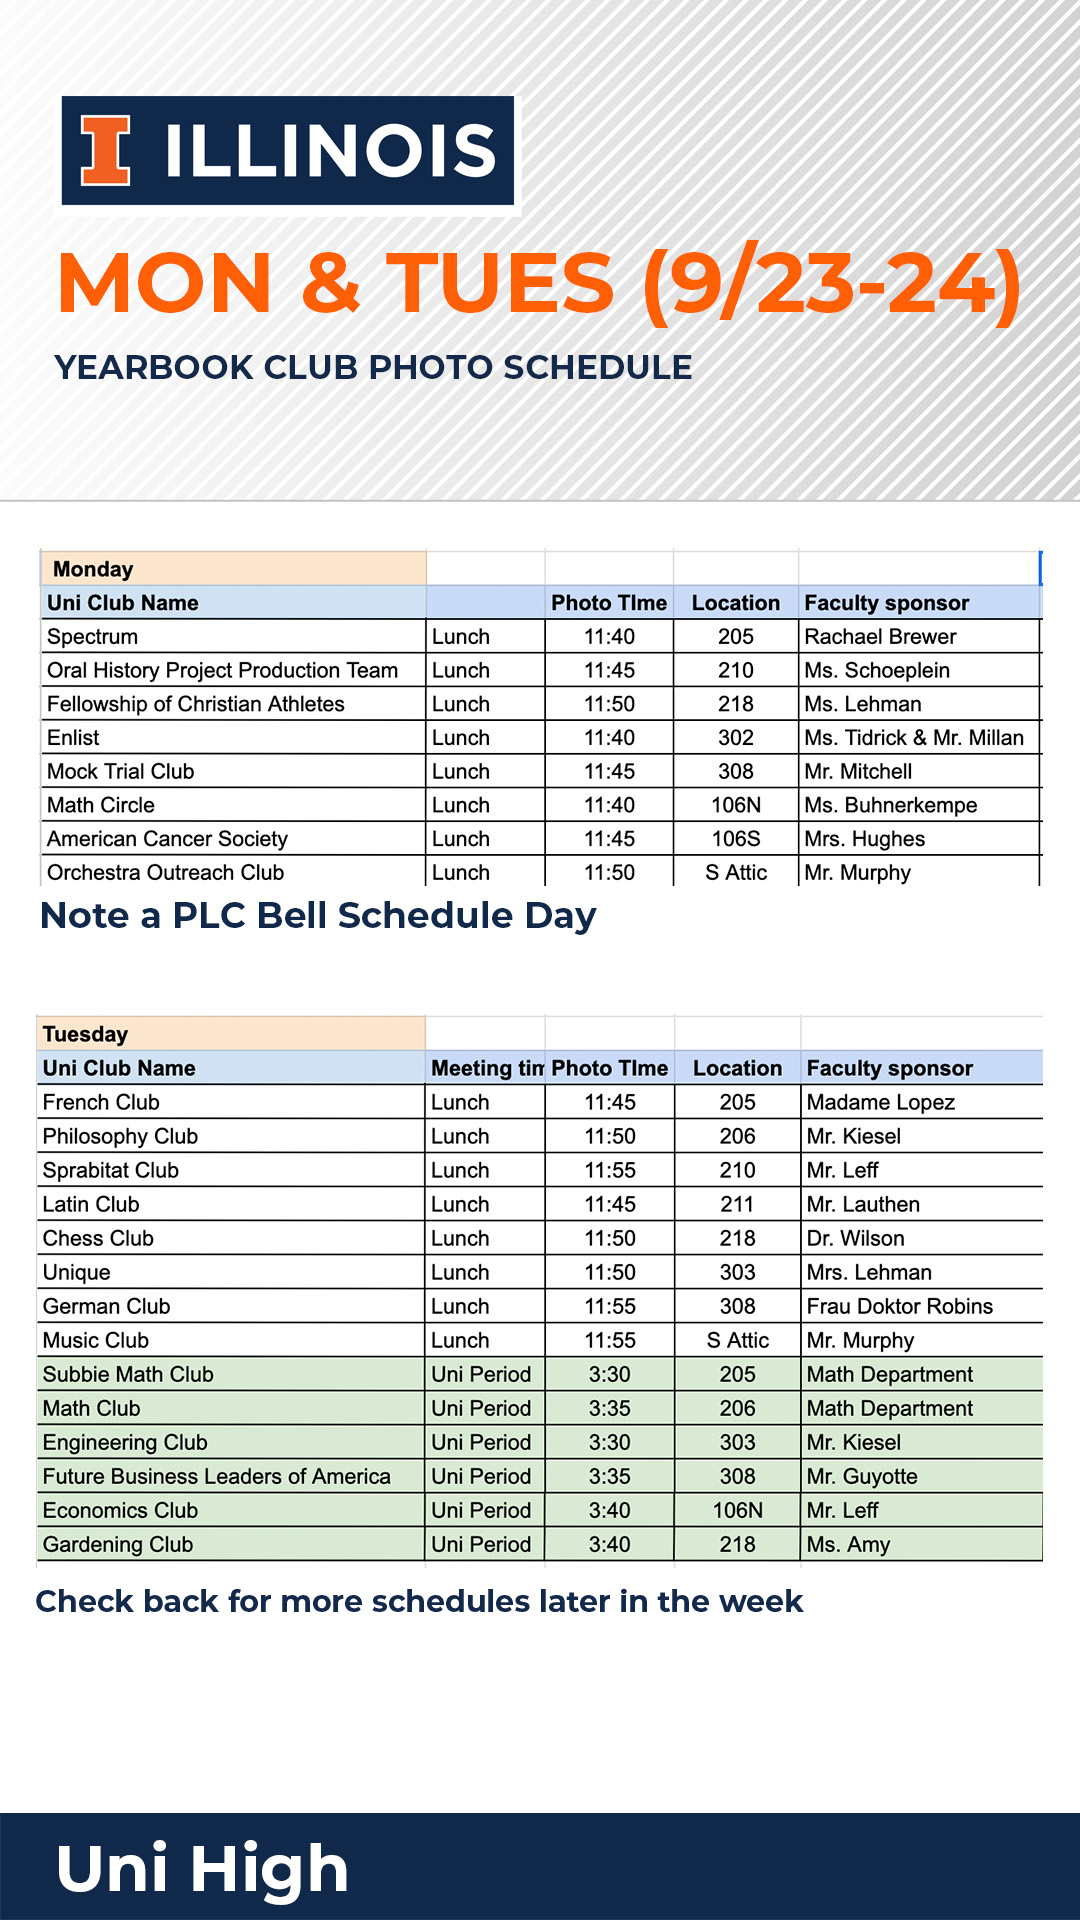 I ILLINOIS
MON & TUES (9/23-24)
YEARBOOK CLUB PHOTO SCHEDULE
Monday
Uni Club Name Photo TIme Location Faculty sponsor
Spectrum Lunch 11:40 205 Rachael Brewer
Oral History Project Production Team Lunch 11:45 210 Ms. Schoeplein
Fellowship of Christian Athletes Lunch 11:50 218 Ms. Lehman
Enlist Lunch 11:40 302 Ms. Tidrick & Mr. Millan
Mock Trial Club Lunch 11:45 308 Mr. Mitchell
Math Circle Lunch 11:40 106N Ms. Buhnerkempe
American Cancer Society Lunch 11:45 106S Mrs. Hughes
Orchestra Outreach Club Lunch 11:50 S Attic Mr. Murphy
Note a PLC Bell Schedule Day
Tuesday
Uni Club Name Meeting tim Photo TIme Location Faculty sponsor
French Club Lunch 11:45 205 Madame Lopez
Philosophy Club Lunch 11:50 206 Mr. Kiesel
Sprabitat Club Lunch 11:55 210 Mr. Leff
Latin Club Lunch 11:45 211 Mr. Lauthen
Chess Club Lunch 11:50 218 Dr. Wilson
Unique Lunch 11:50 303 Mrs. Lehman
German Club Lunch 11:55 308 Frau Doktor Robins
Music Club Lunch 11:55 S Attic Mr. Murphy
Subbie Math Club Uni Period 3:30 205 Math Department
Math Club Uni Period 3:35 206 Math Department
Engineering Club Uni Period 3:30 303 Mr. Kiesel
Future Business Leaders of America Uni Period 3:35 308 Mr. Guyotte
Economics Club Uni Period 3:40 106N Mr. Leff
Gardening Club Uni Period 3:40 218 Ms. Amy
Check back for more schedules later in the week
Uni High